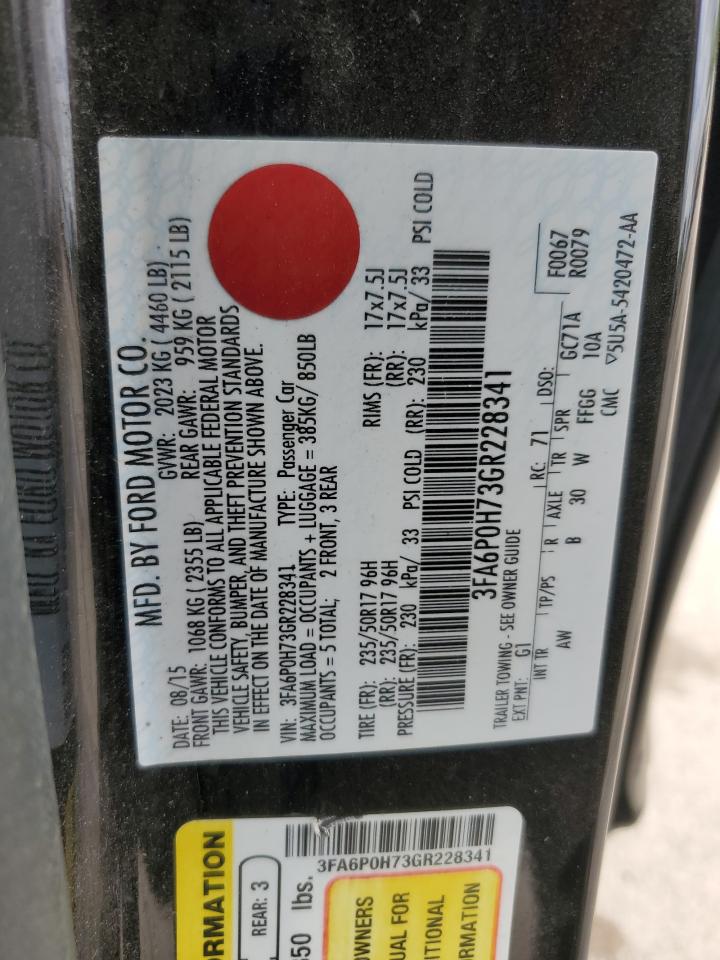 MFD. BY FORD MOTOR CO.
DATE: 08/15 GVWR: 2023 KG ( 4460 LB)
FRONT GAWR: 1068 KG ( 2355 LB) REAR GAWR: 959 KG ( 2115 LB)
THIS VEHICLE CONFORMS TO ALL APPLICABLE FEDERAL MOTOR
VEHICLE SAFETY, BUMPER, AND THEFT PREVENTION STANDARDS
IN EFFECT ON THE DATE OF MANUFACTURE SHOWN ABOVE.
VIN: 3FA6P0H73GR228341 TYPE: Passenger Car
MAXIMUM LOAD = OCCUPANTS + LUGGAGE = 385KG/ 850LB
OCCUPANTS = 5 TOTAL; 2 FRONT, 3 REAR
TIRE (FR): 235/50R17 96H RIMS (FR): 17x7.5J
(RR): 235/50R17 96H (RR): 17x7.5J
PRESSURE (FR): 230 kPa/ 33 PSI COLD (RR): 230 kPa/ 33 PSI COLD
3FA6P0H73GR228341
TRAILER TOWING - SEE OWNER GUIDE
EXT PNT: G1 RC: 71 DSO: F0067
R0079
INT TR TP/PS R AXLE TR SPR GC71A
AW B 30 W FFGG 10A
CMC ▽5U5A-5420472-AA
3FA6P0H73GR228341
ORMATION
REAR: 3
50 lbs.
OWNERS
UAL FOR
ITIONAL
RMATION